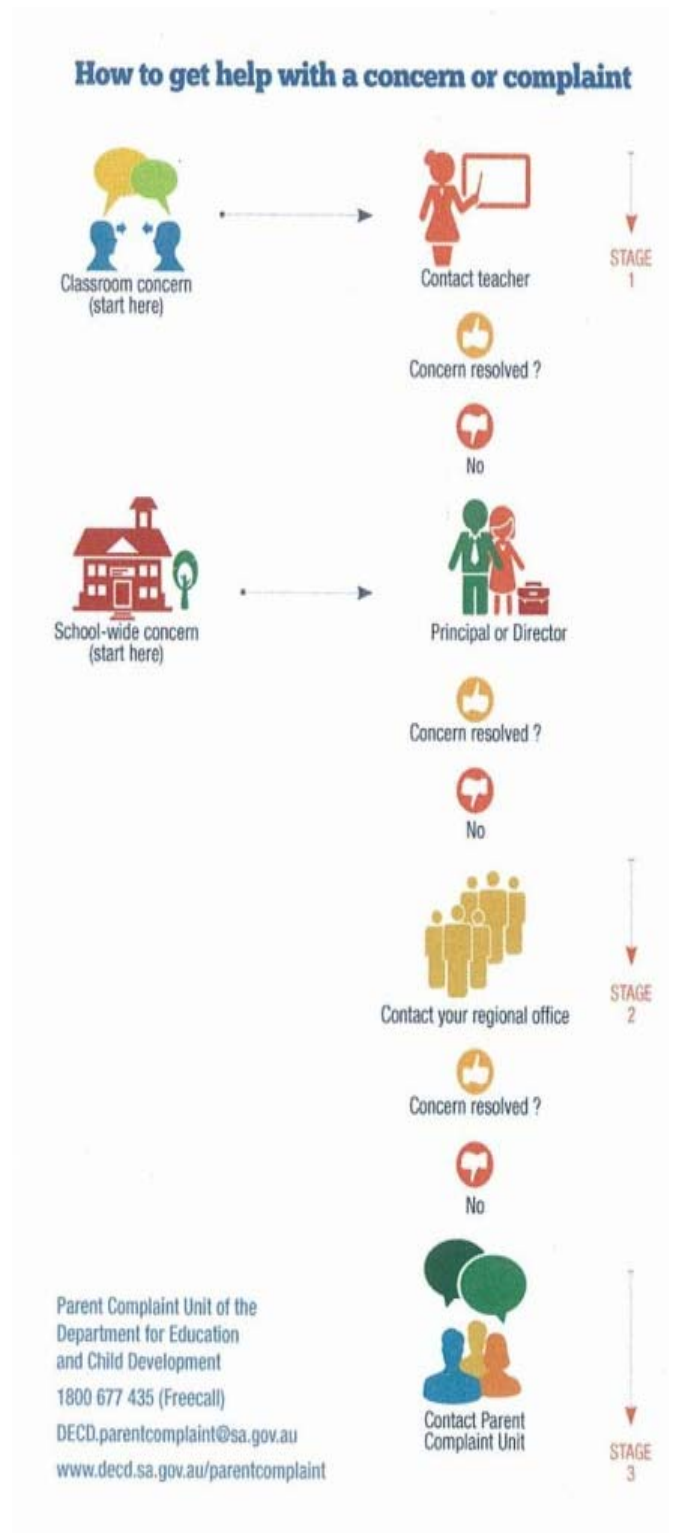 How to get help with a concern or complaint
Classroom concern
(start here)
Contact teacher
STAGE
1
Concern resolved ?
No
School-wide concern
(start here)
Principal or Director
Concern resolved ?
No
Contact your regional office
STAGE
2
Concern resolved ?
No
Parent Complaint Unit of the
Department for Education
and Child Development
1800 677 435 (Freecall)
DECD.parentcomplaint@sa.gov.au
www.decd.sa.gov.au/parentcomplaint
Contact Parent
Complaint Unit
STAGE
3